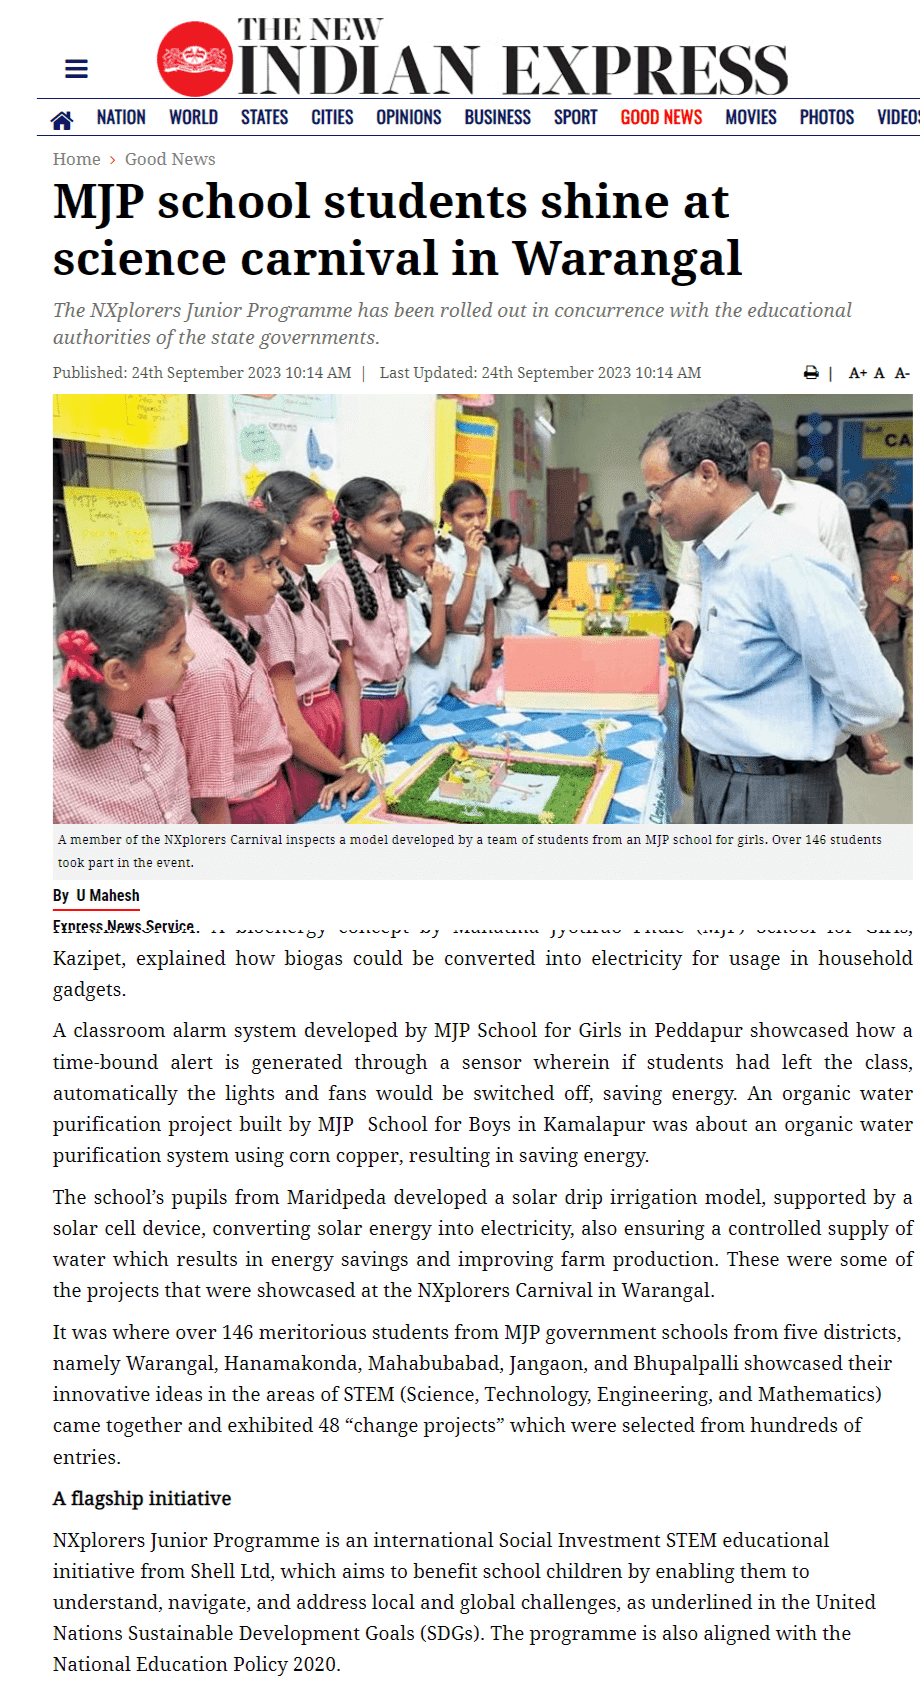 THE NEW
INDIAN EXPRESS
NATION WORLD STATES CITIES OPINIONS BUSINESS SPORT GOOD NEWS MOVIES PHOTOS VIDEOS
Home › Good News
MJP school students shine at
science carnival in Warangal
The NXplorers Junior Programme has been rolled out in concurrence with the educational
authorities of the state governments.
Published: 24th September 2023 10:14 AM | Last Updated: 24th September 2023 10:14 AM | A+ A A-
MJP
CA
A member of the NXplorers Carnival inspects a model developed by a team of students from an MJP school for girls. Over 146 students
took part in the event.
By U Mahesh
Express News Service
A bioenergy concept by Mahatma Jyotirao Phule (MJP) School for Girls,
Kazipet, explained how biogas could be converted into electricity for usage in household
gadgets.
A classroom alarm system developed by MJP School for Girls in Peddapur showcased how a
time-bound alert is generated through a sensor wherein if students had left the class,
automatically the lights and fans would be switched off, saving energy. An organic water
purification project built by MJP School for Boys in Kamalapur was about an organic water
purification system using corn copper, resulting in saving energy.
The school’s pupils from Maridpeda developed a solar drip irrigation model, supported by a
solar cell device, converting solar energy into electricity, also ensuring a controlled supply of
water which results in energy savings and improving farm production. These were some of
the projects that were showcased at the NXplorers Carnival in Warangal.
It was where over 146 meritorious students from MJP government schools from five districts,
namely Warangal, Hanamakonda, Mahabubabad, Jangaon, and Bhupalpalli showcased their
innovative ideas in the areas of STEM (Science, Technology, Engineering, and Mathematics)
came together and exhibited 48 “change projects” which were selected from hundreds of
entries.
A flagship initiative
NXplorers Junior Programme is an international Social Investment STEM educational
initiative from Shell Ltd, which aims to benefit school children by enabling them to
understand, navigate, and address local and global challenges, as underlined in the United
Nations Sustainable Development Goals (SDGs). The programme is also aligned with the
National Education Policy 2020.